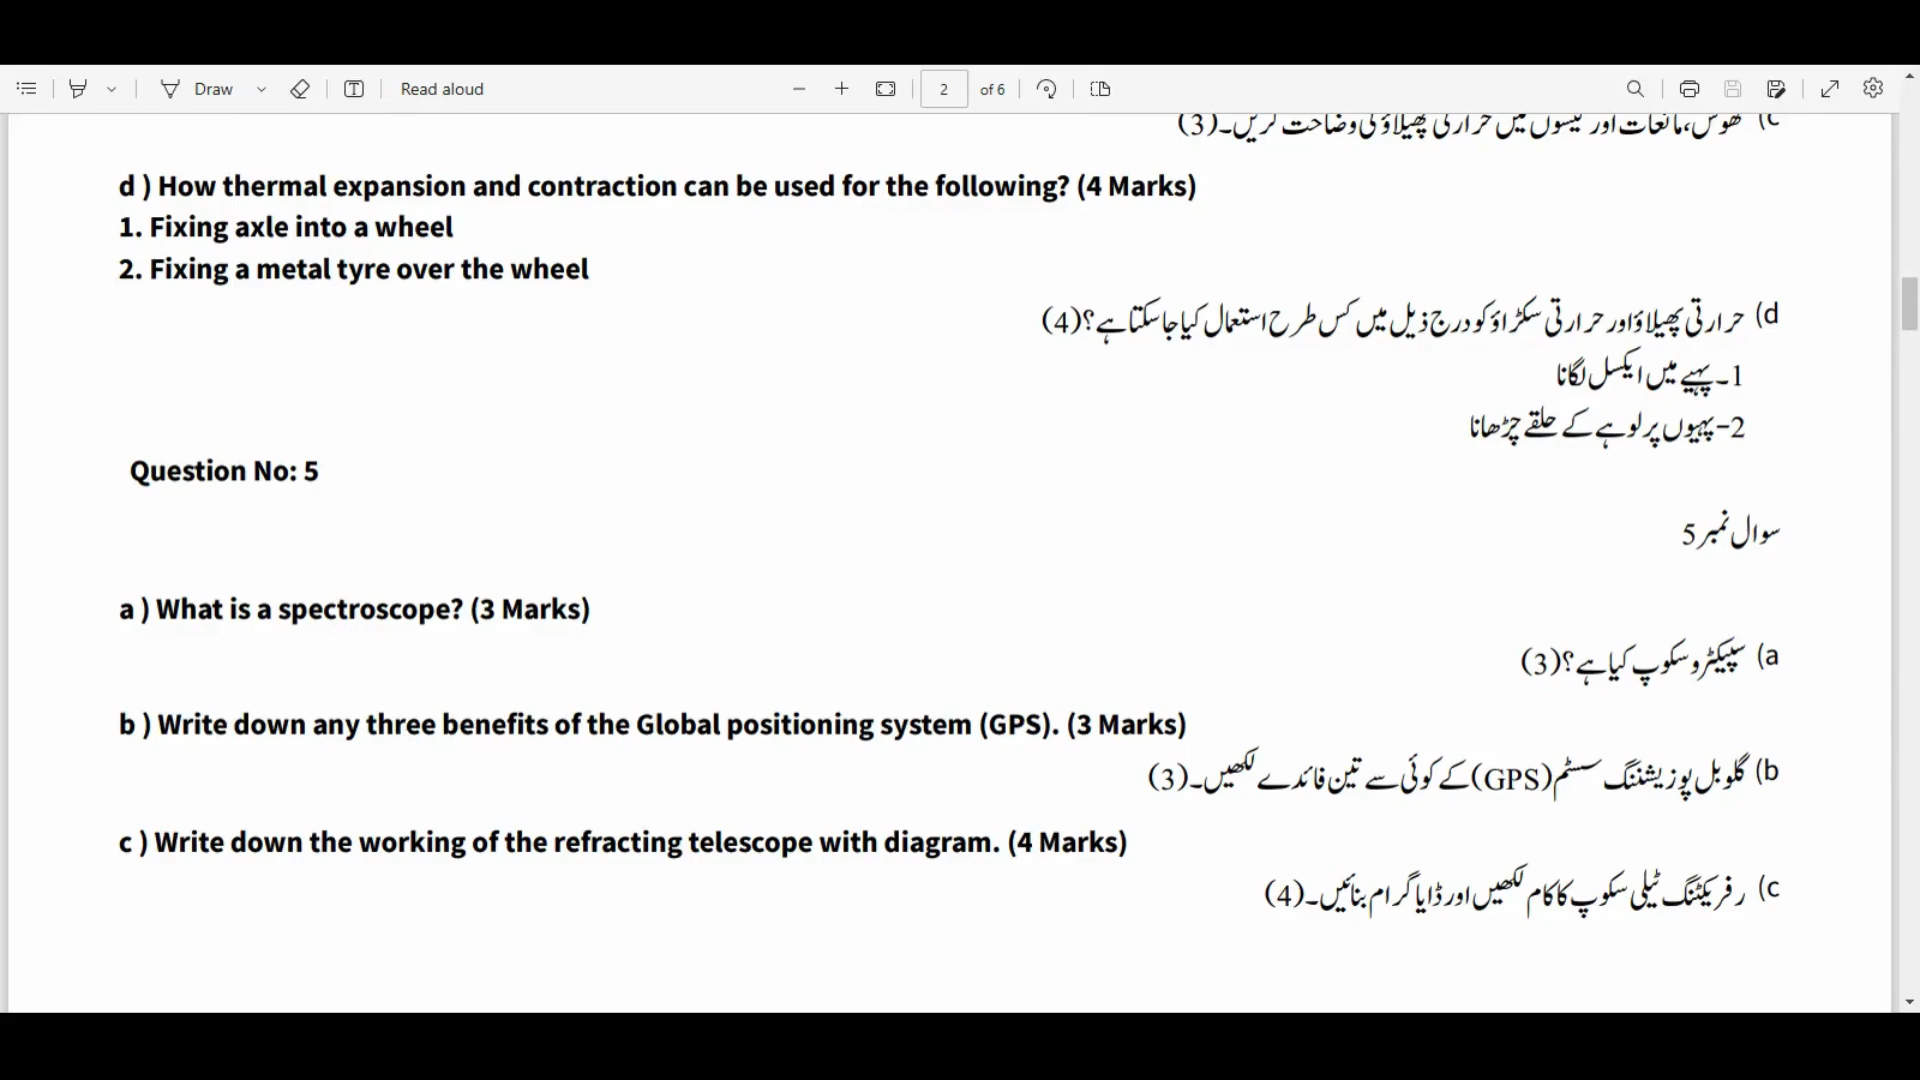 Draw
Read aloud
2 of 6
c) ٹھوس، مائعات اور گیسوں میں حرارتی پھیلاؤ کی وضاحت کریں۔(3)
d ) How thermal expansion and contraction can be used for the following? (4 Marks)
1. Fixing axle into a wheel
2. Fixing a metal tyre over the wheel
d) حرارتی پھیلاؤ اور حرارتی سکڑاؤ کو درج ذیل میں کس طرح استعمال کیا جا سکتا ہے؟(4)
1۔ پہیے میں ایکسل لگانا
2- پہیوں پر لوہے کے حلقے چڑھانا
Question No: 5
سوال نمبر 5
a ) What is a spectroscope? (3 Marks)
a) سپیکٹروسکوپ کیا ہے؟(3)
b ) Write down any three benefits of the Global positioning system (GPS). (3 Marks)
b) گلوبل پوزیشننگ سسٹم (GPS) کے کوئی سے تین فائدے لکھیں۔(3)
c ) Write down the working of the refracting telescope with diagram. (4 Marks)
c) رفریکٹنگ ٹیلی سکوپ کا کام لکھیں اور ڈایا گرام بنائیں۔(4)